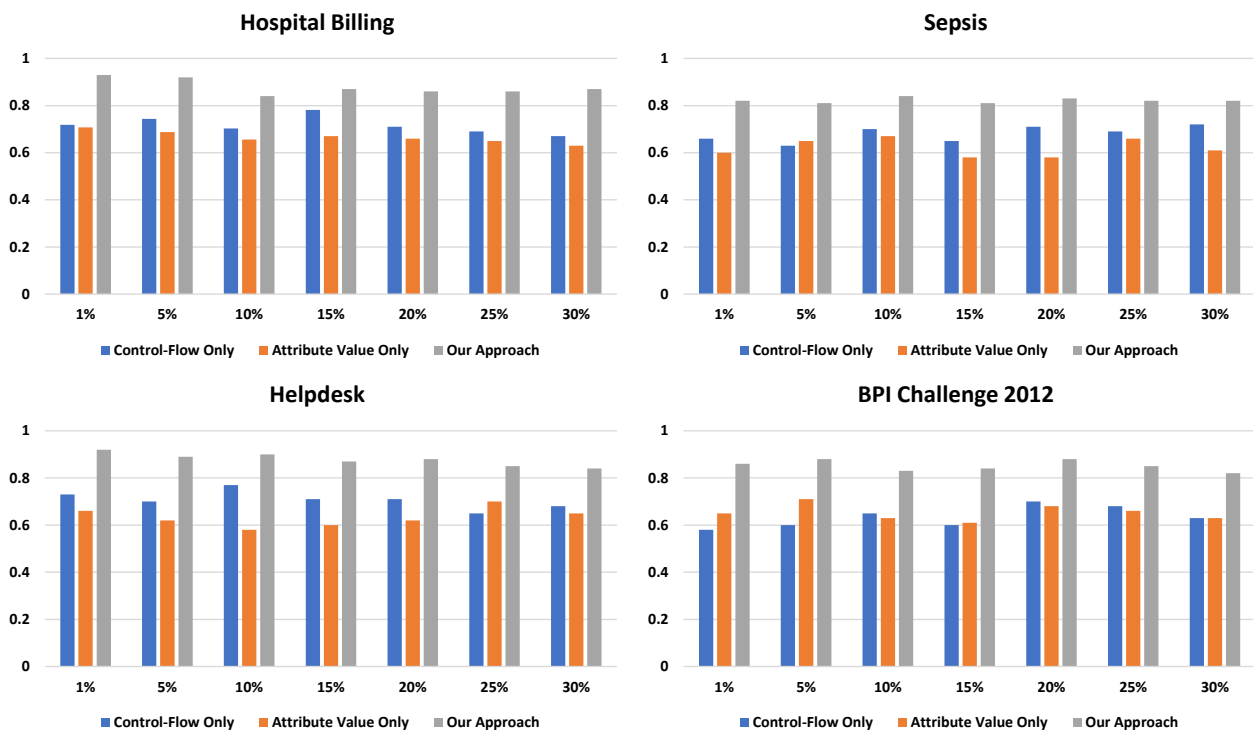 Hospital Billing
1
0.8
0.6
0.4
0.2
0
1% 5% 10% 15% 20% 25% 30%
Control-Flow Only Attribute Value Only Our Approach
Sepsis
1
0.8
0.6
0.4
0.2
0
1% 5% 10% 15% 20% 25% 30%
Control-Flow Only Attribute Value Only Our Approach
Helpdesk
1
0.8
0.6
0.4
0.2
0
1% 5% 10% 15% 20% 25% 30%
Control-Flow Only Attribute Value Only Our Approach
BPI Challenge 2012
1
0.8
0.6
0.4
0.2
0
1% 5% 10% 15% 20% 25% 30%
Control-Flow Only Attribute Value Only Our Approach